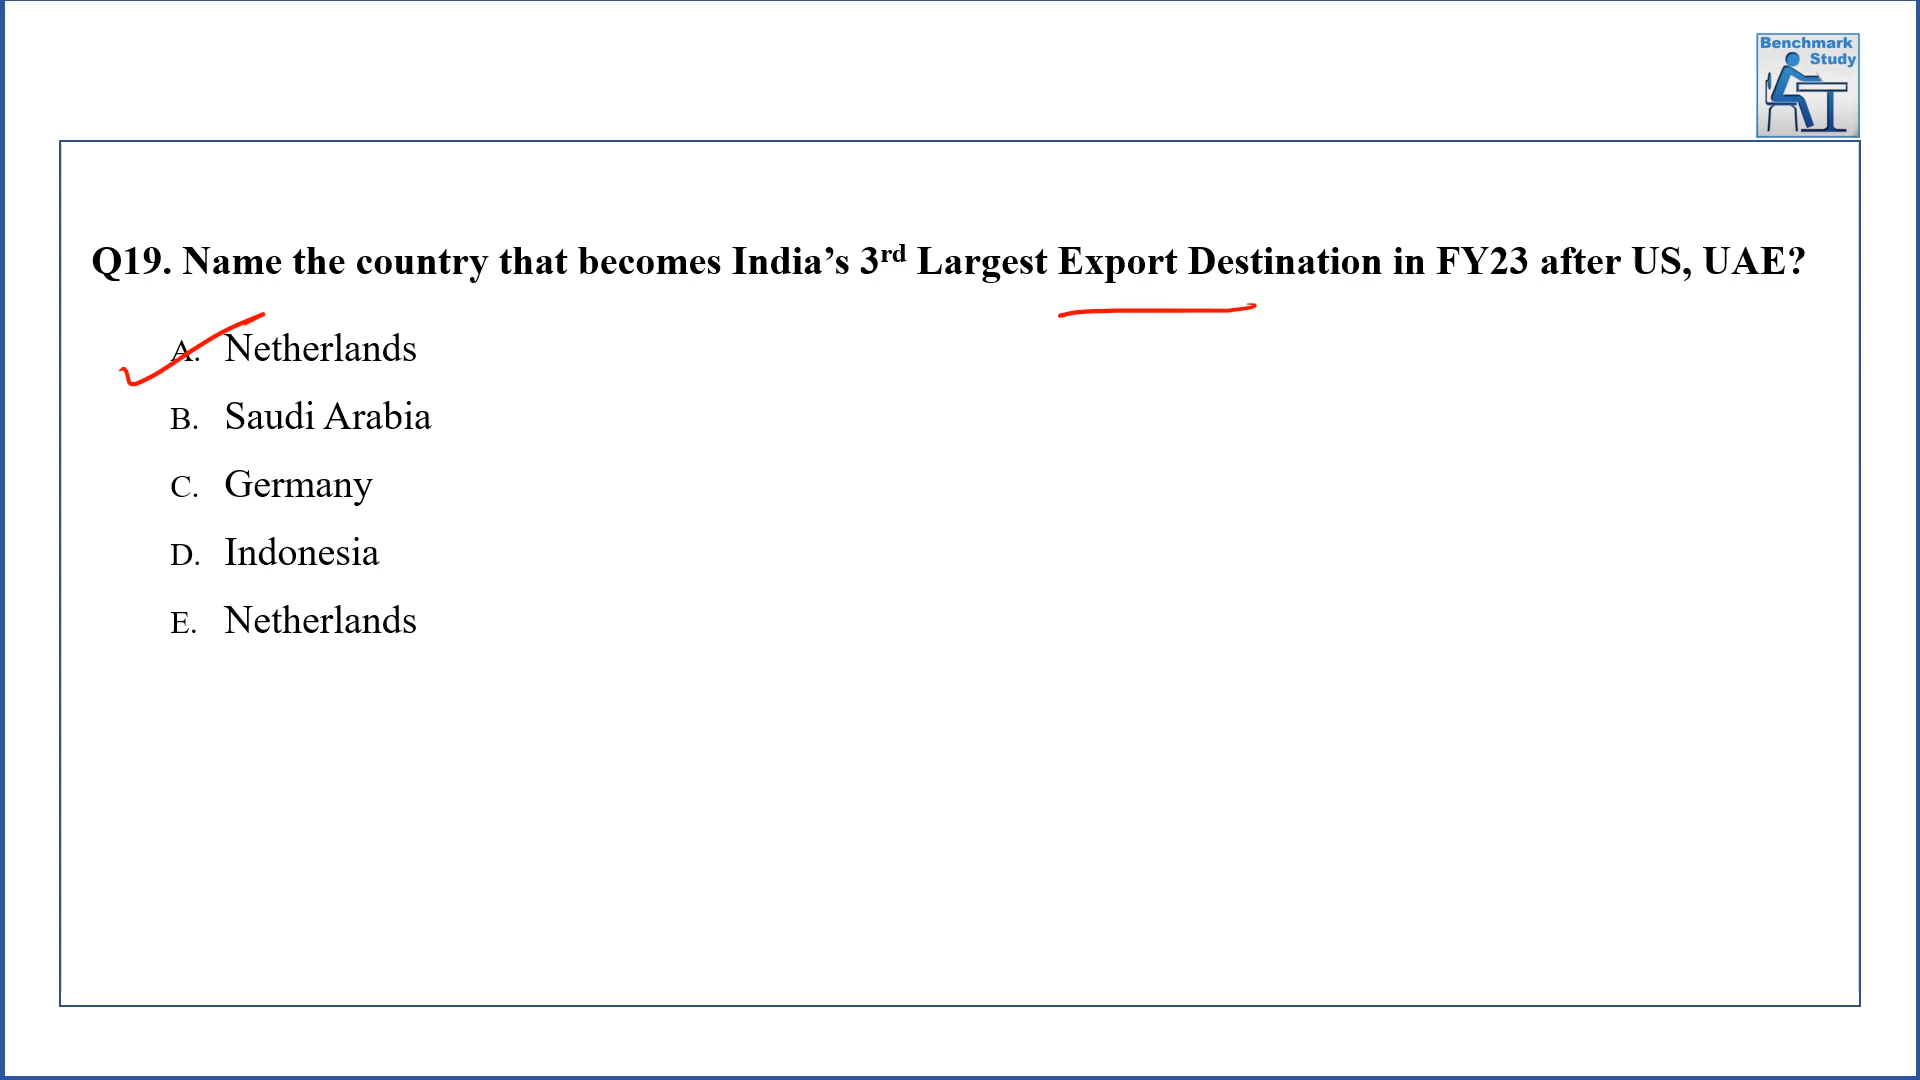 Benchmark
Study
Q19. Name the country that becomes India’s 3rd Largest Export Destination in FY23 after US, UAE?
A. Netherlands
B. Saudi Arabia
C. Germany
D. Indonesia
E. Netherlands